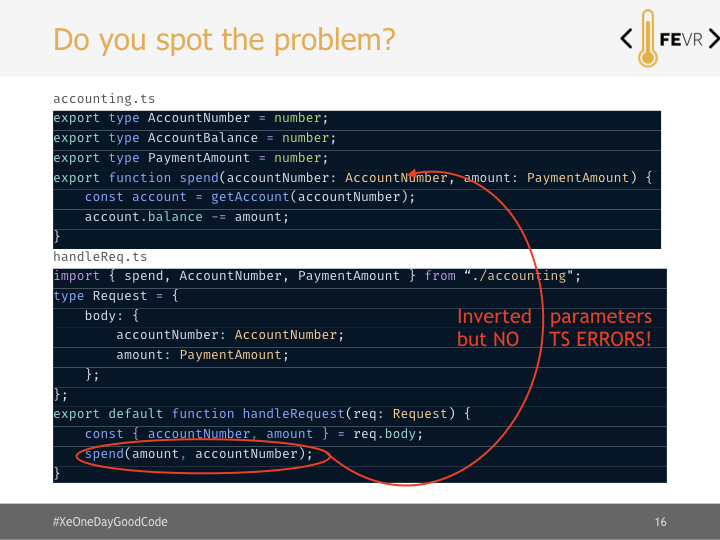 Do you spot the problem?
< FEVR >
accounting.ts
export type AccountNumber = number;
export type AccountBalance = number;
export type PaymentAmount = number;
export function spend(accountNumber: AccountNumber, amount: PaymentAmount) {
    const account = getAccount(accountNumber);
    account.balance -= amount;
}
handleReq.ts
import { spend, AccountNumber, PaymentAmount } from “./accounting";
type Request = {
    body: {
        accountNumber: AccountNumber;
        amount: PaymentAmount;
    };
};
export default function handleRequest(req: Request) {
    const { accountNumber, amount } = req.body;
    spend(amount, accountNumber);
}
Inverted parameters
but NO TS ERRORS!
#XeOneDayGoodCode
16